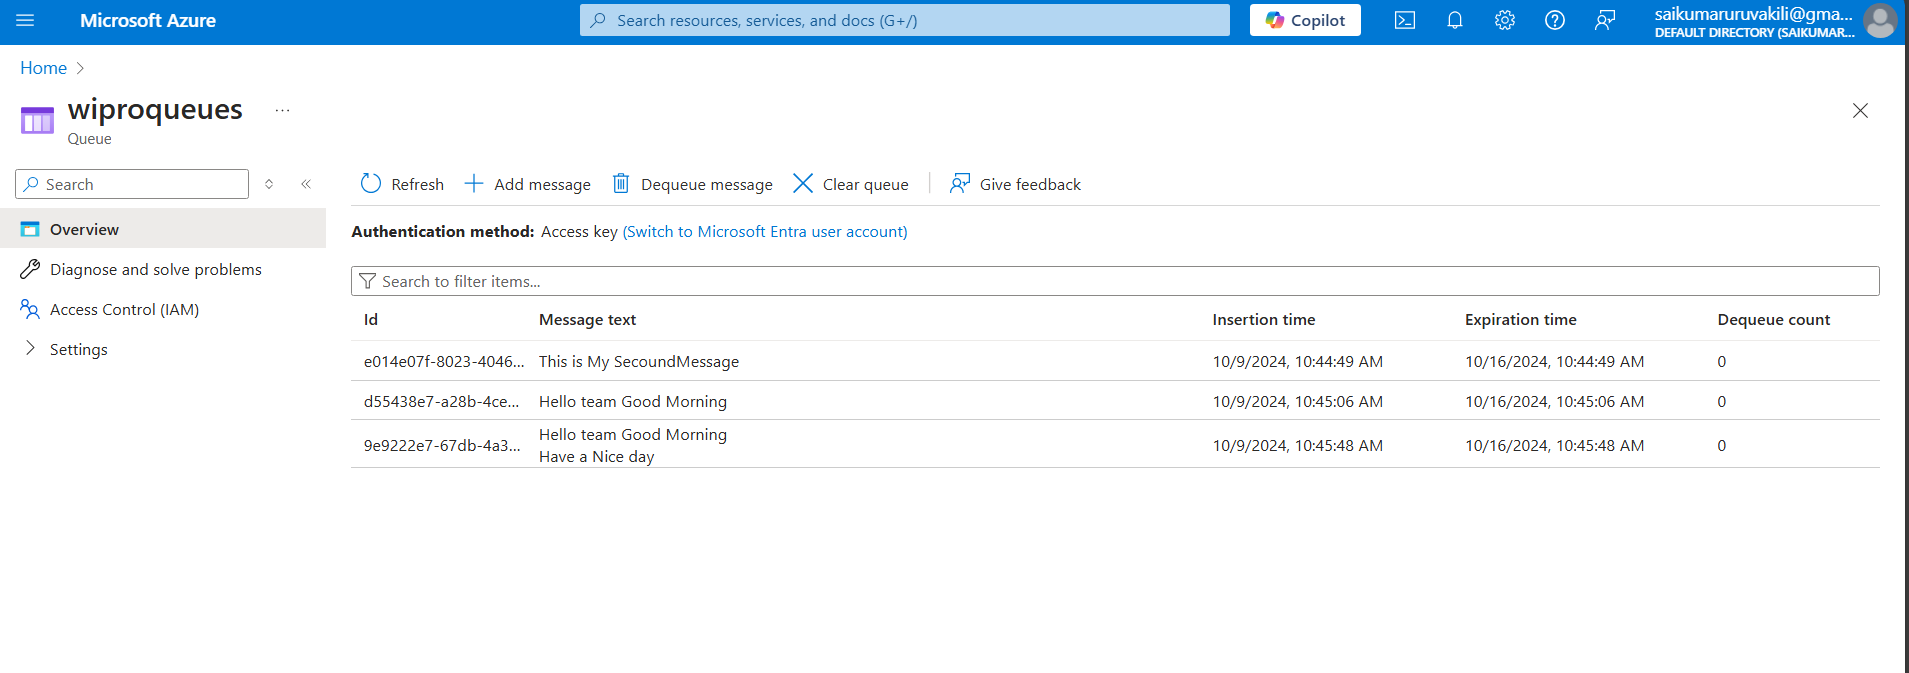 Microsoft Azure
Search resources, services, and docs (G+/)
Copilot
saikumaruruvakili@gma...
DEFAULT DIRECTORY (SAIKUMAR...
Home
wiproqueues
...
Queue
Search
Overview
Diagnose and solve problems
Access Control (IAM)
Settings
Refresh
Add message
Dequeue message
Clear queue
Give feedback
Authentication method: Access key (Switch to Microsoft Entra user account)
Search to filter items...
Id Message text Insertion time Expiration time Dequeue count
e014e07f-8023-4046... This is My SecoundMessage 10/9/2024, 10:44:49 AM 10/16/2024, 10:44:49 AM 0
d55438e7-a28b-4ce... Hello team Good Morning 10/9/2024, 10:45:06 AM 10/16/2024, 10:45:06 AM 0
9e9222e7-67db-4a3... Hello team Good Morning
Have a Nice day 10/9/2024, 10:45:48 AM 10/16/2024, 10:45:48 AM 0